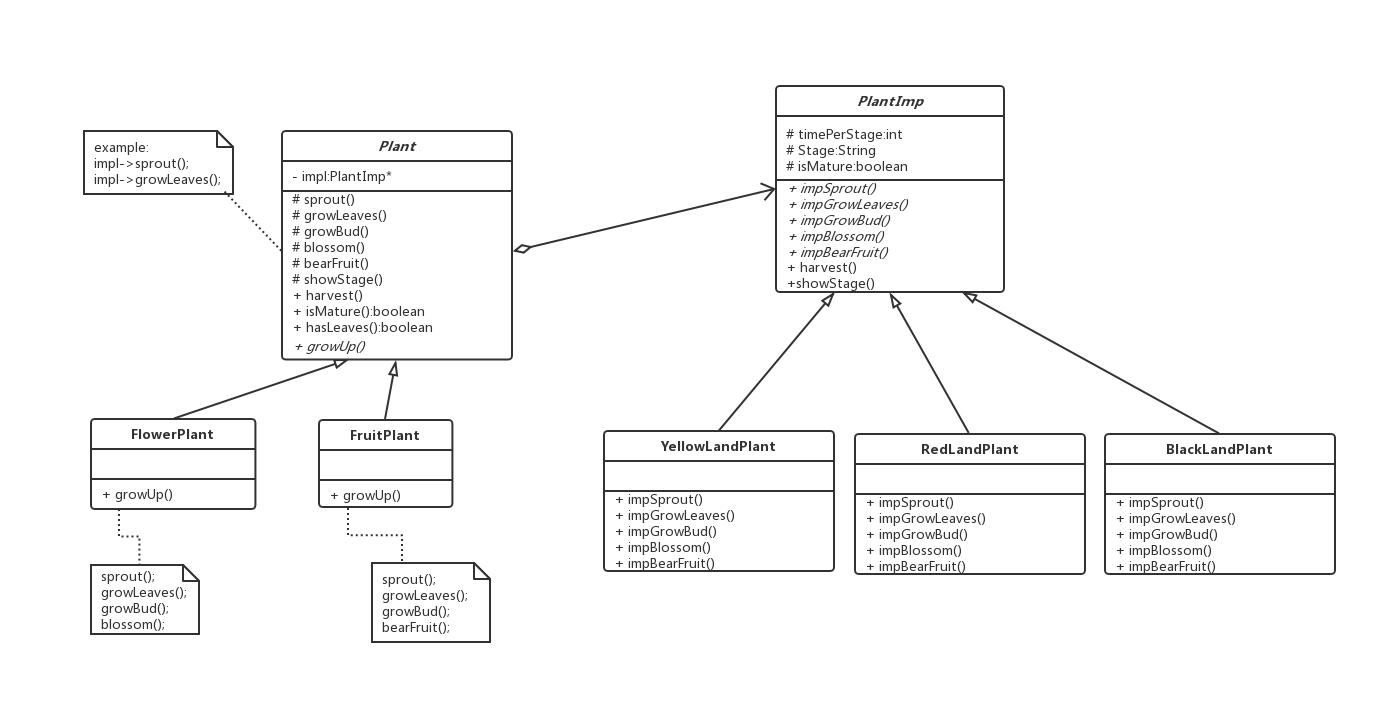 example:
impl->sprout();
impl->growLeaves();
Plant
- impl:PlantImp*
# sprout()
# growLeaves()
# growBud()
# blossom()
# bearFruit()
# showStage()
+ harvest()
+ isMature():boolean
+ hasLeaves():boolean
+ growUp()
PlantImp
# timePerStage:int
# Stage:String
# isMature:boolean
+ impSprout()
+ impGrowLeaves()
+ impGrowBud()
+ impBlossom()
+ impBearFruit()
+ harvest()
+showStage()
FlowerPlant
+ growUp()
FruitPlant
+ growUp()
sprout();
growLeaves();
growBud();
blossom();
sprout();
growLeaves();
growBud();
bearFruit();
YellowLandPlant
+ impSprout()
+ impGrowLeaves()
+ impGrowBud()
+ impBlossom()
+ impBearFruit()
RedLandPlant
+ impSprout()
+ impGrowLeaves()
+ impGrowBud()
+ impBlossom()
+ impBearFruit()
BlackLandPlant
+ impSprout()
+ impGrowLeaves()
+ impGrowBud()
+ impBlossom()
+ impBearFruit()